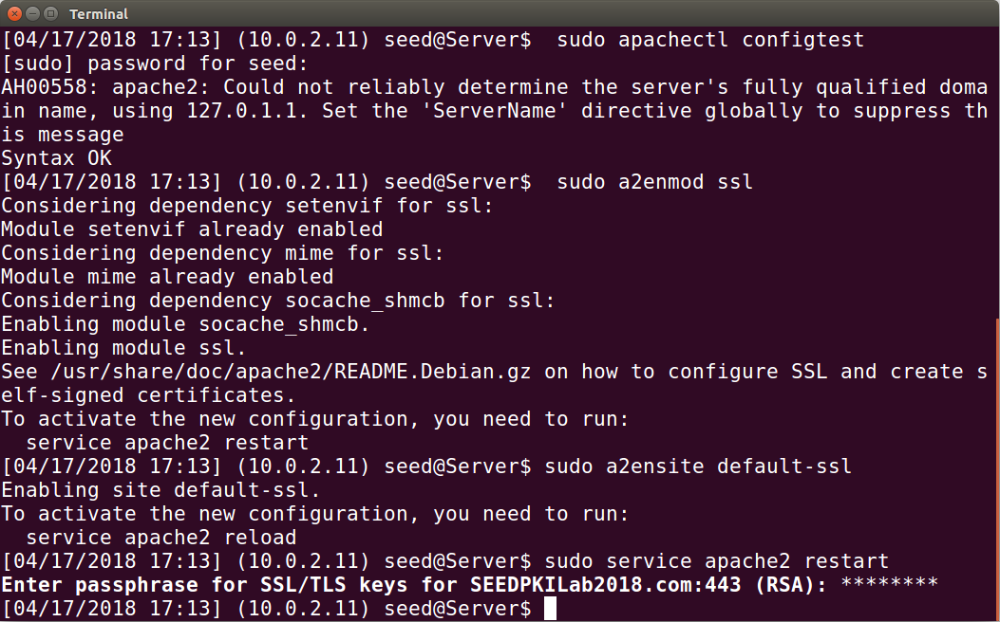 Terminal
[04/17/2018 17:13] (10.0.2.11) seed@Server$  sudo apachectl configtest
[sudo] password for seed:
AH00558: apache2: Could not reliably determine the server's fully qualified doma
in name, using 127.0.1.1. Set the 'ServerName' directive globally to suppress th
is message
Syntax OK
[04/17/2018 17:13] (10.0.2.11) seed@Server$  sudo a2enmod ssl
Considering dependency setenvif for ssl:
Module setenvif already enabled
Considering dependency mime for ssl:
Module mime already enabled
Considering dependency socache_shmcb for ssl:
Enabling module socache_shmcb.
Enabling module ssl.
See /usr/share/doc/apache2/README.Debian.gz on how to configure SSL and create s
elf-signed certificates.
To activate the new configuration, you need to run:
  service apache2 restart
[04/17/2018 17:13] (10.0.2.11) seed@Server$ sudo a2ensite default-ssl
Enabling site default-ssl.
To activate the new configuration, you need to run:
  service apache2 reload
[04/17/2018 17:13] (10.0.2.11) seed@Server$ sudo service apache2 restart
Enter passphrase for SSL/TLS keys for SEEDPKILab2018.com:443 (RSA): ********
[04/17/2018 17:13] (10.0.2.11) seed@Server$